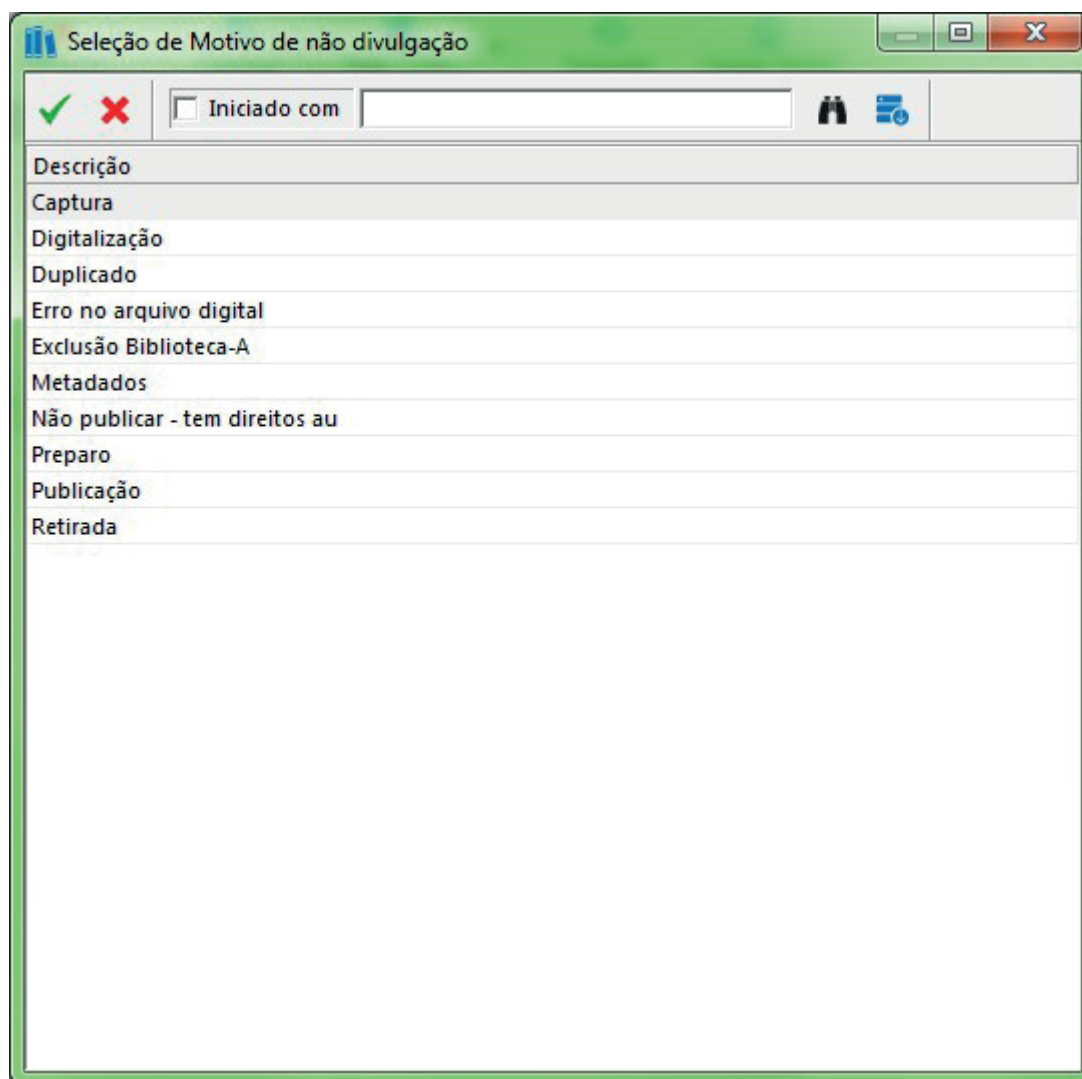 Seleção de Motivo de não divulgação
Iniciado com
Descrição
Captura
Digitalização
Duplicado
Erro no arquivo digital
Exclusão Biblioteca-A
Metadados
Não publicar - tem direitos au
Preparo
Publicação
Retirada